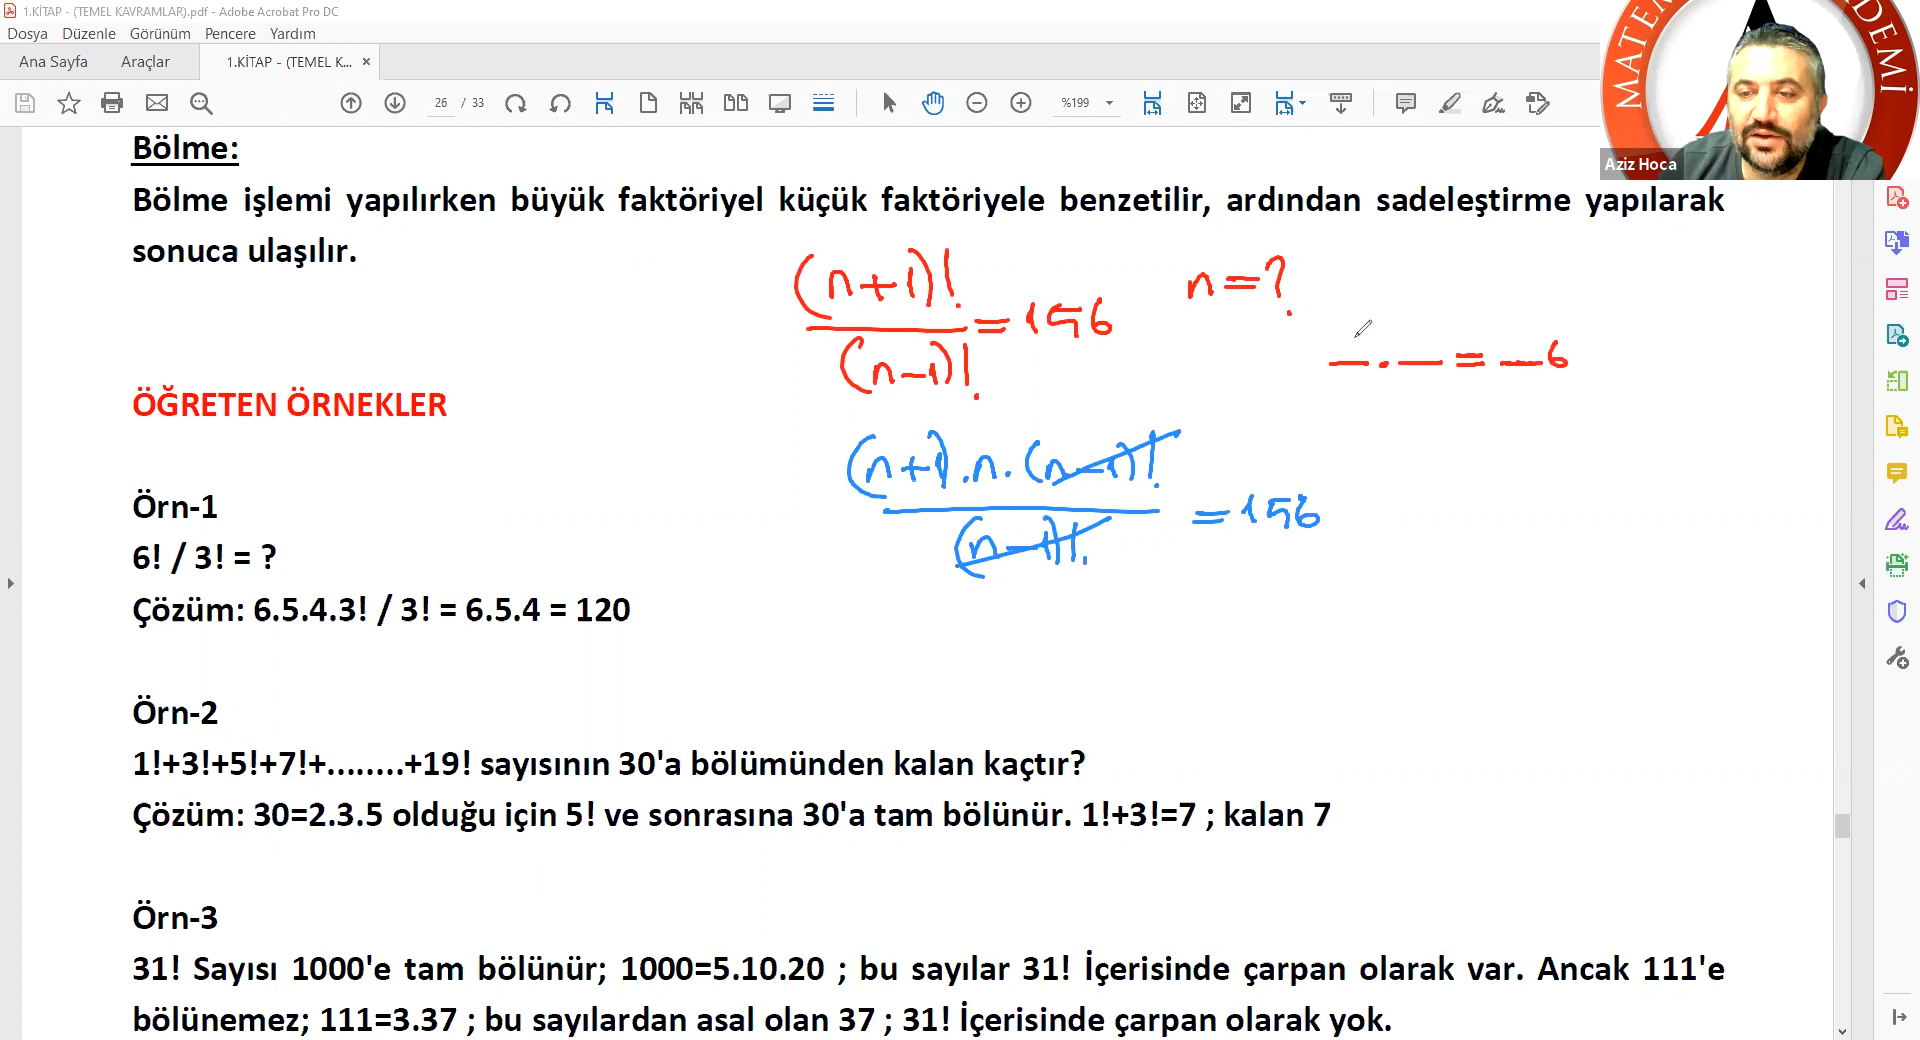 1.KİTAP - (TEMEL KAVRAMLAR).pdf - Adobe Acrobat Pro DC
Dosya Düzenle Görünüm Pencere Yardım
Ana Sayfa Araçlar 1.KİTAP - (TEMEL K... ×
26 / 33 %199
Aziz Hoca
Bölme:
Bölme işlemi yapılırken büyük faktöriyel küçük faktöriyele benzetilir, ardından sadeleştirme yapılarak
sonuca ulaşılır.
(n+1)! / (n-1)! = 156 n=?
_ . _ = _6
(n+1).n.(n-1)! / (n-1)! = 156
ÖĞRETEN ÖRNEKLER
Örn-1
6! / 3! = ?
Çözüm: 6.5.4.3! / 3! = 6.5.4 = 120
Örn-2
1!+3!+5!+7!+........+19! sayısının 30'a bölümünden kalan kaçtır?
Çözüm: 30=2.3.5 olduğu için 5! ve sonrasına 30'a tam bölünür. 1!+3!=7 ; kalan 7
Örn-3
31! Sayısı 1000'e tam bölünür; 1000=5.10.20 ; bu sayılar 31! İçerisinde çarpan olarak var. Ancak 111'e
bölünemez; 111=3.37 ; bu sayılardan asal olan 37 ; 31! İçerisinde çarpan olarak yok.